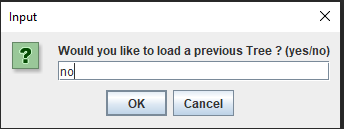 Input
Would you like to load a previous Tree ? (yes/no)
no
OK Cancel